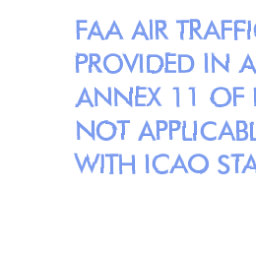 FAA AIR TRAFFI
PROVIDED IN A
ANNEX 11 OF
NOT APPLICABL
WITH ICAO STA